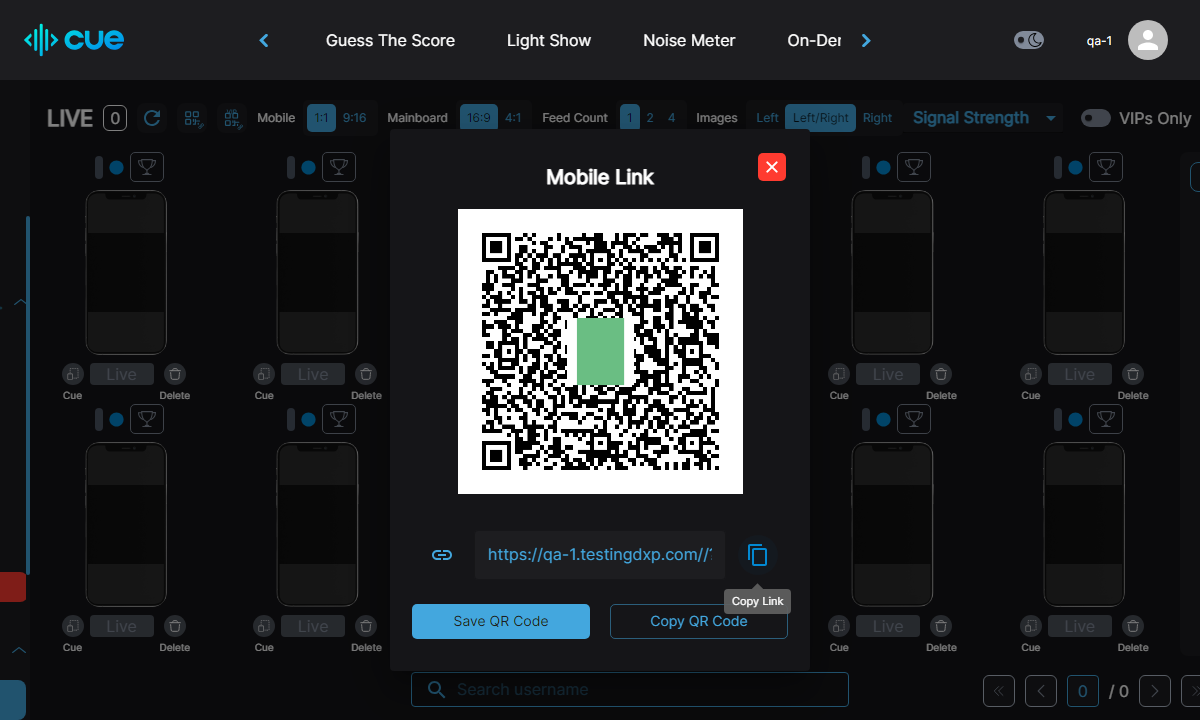 cue
Guess The Score
Light Show
Noise Meter
On-Der
qa-1
LIVE 0
Mobile 1:1 9:16
Mainboard 16:9 4:1
Feed Count 1 2 4
Images Left Left/Right Right
Signal Strength
VIPs Only
Mobile Link
https://qa-1.testingdxp.com//
Copy Link
Save QR Code
Copy QR Code
Live Live Live Live
Cue Delete Cue Delete Cue Delete Cue Delete
Live Live Live Live
Cue Delete Cue Delete Cue Delete Cue Delete
Search username
0 / 0